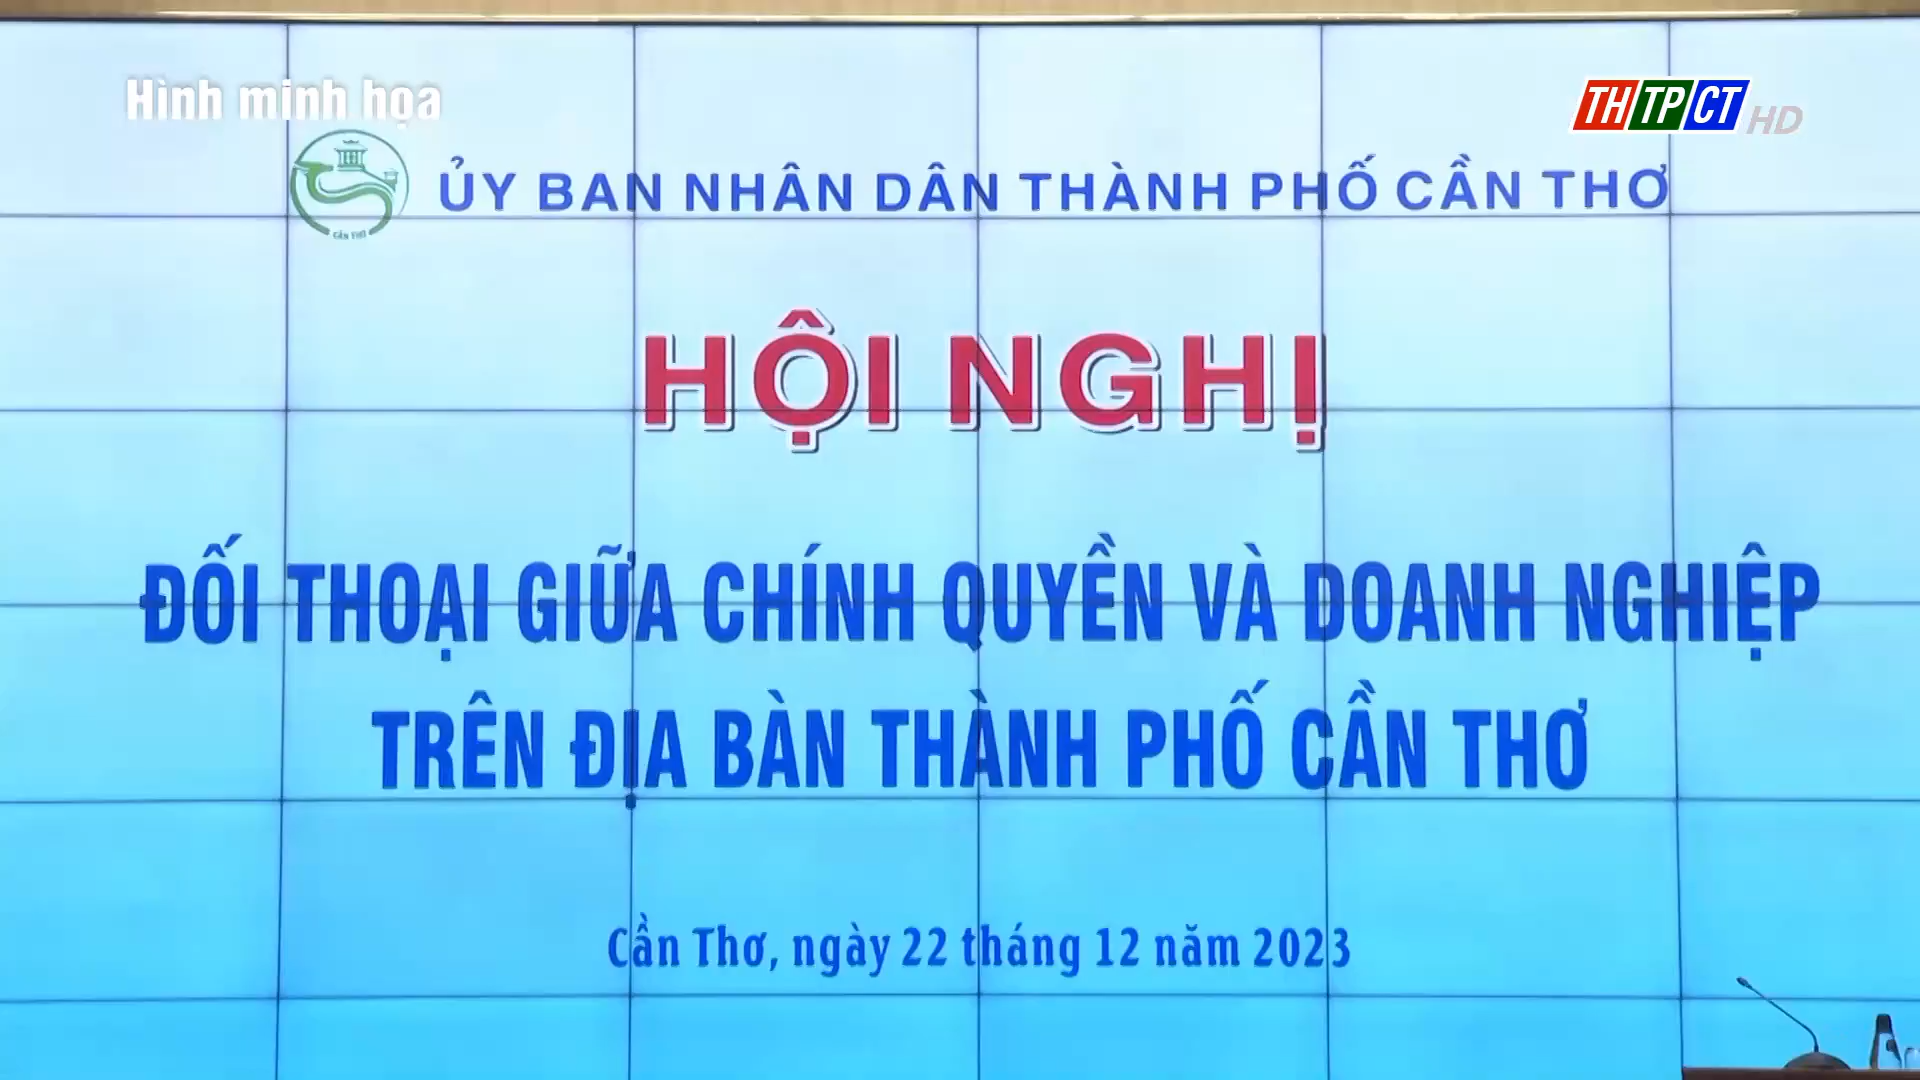 Hình minh họa
THTPCT HD
CẦN THƠ
ỦY BAN NHÂN DÂN THÀNH PHỐ CẦN THƠ
HỘI NGHỊ
ĐỐI THOẠI GIỮA CHÍNH QUYỀN VÀ DOANH NGHIỆP
TRÊN ĐỊA BÀN THÀNH PHỐ CẦN THƠ
Cần Thơ, ngày 22 tháng 12 năm 2023